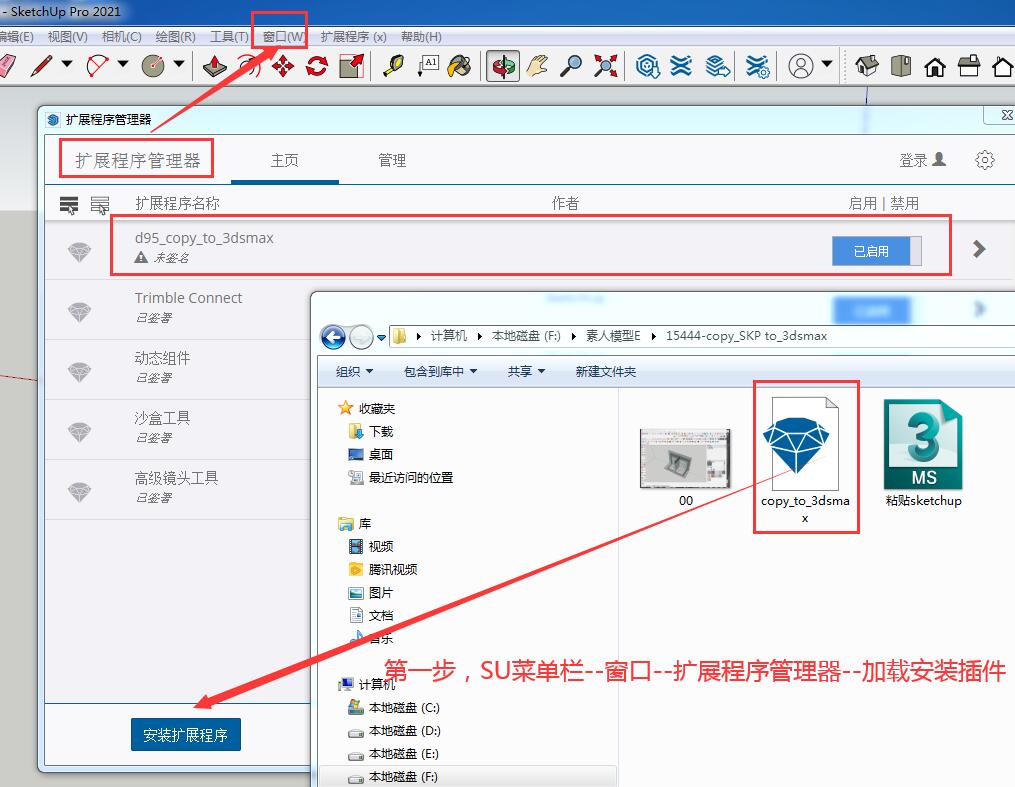 - SketchUp Pro 2021
编辑(E) 视图(V) 相机(C) 绘图(R) 工具(T) 窗口(W) 扩展程序 (x) 帮助(H)
A1
扩展程序管理器
扩展程序管理器 主页 管理 登录
扩展程序名称 作者 启用 | 禁用
d95_copy_to_3dsmax
未签名
已启用
Trimble Connect
已签署
动态组件
已签署
沙盒工具
已签署
高级镜头工具
已签署
安装扩展程序
计算机 本地磁盘 (F:) 素人模型E 15444-copy_SKP to_3dsmax
组织 包含到库中 共享 新建文件夹
收藏夹
下载
桌面
最近访问的位置
库
视频
腾讯视频
图片
文档
音乐
计算机
本地磁盘 (C:)
本地磁盘 (D:)
本地磁盘 (E:)
本地磁盘 (F:)
00
copy_to_3dsma
x
3
MS
粘贴sketchup
第一步，SU菜单栏--窗口--扩展程序管理器--加载安装插件